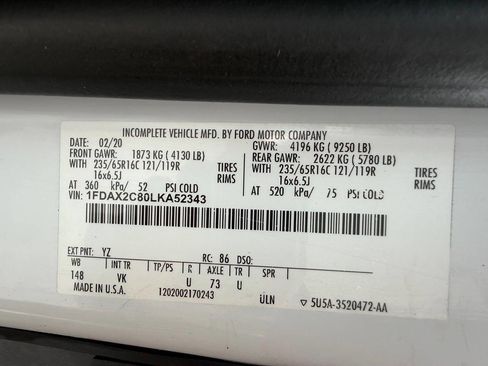 INCOMPLETE VEHICLE MFD. BY FORD MOTOR COMPANY
DATE: 02/20 GVWR: 4196 KG ( 9250 LB)
FRONT GAWR: 1873 KG ( 4130 LB) REAR GAWR: 2622 KG ( 5780 LB)
WITH 235/65R16C 121/119R TIRES WITH 235/65R16C 121/119R TIRES
16x6.5J RIMS 16x6.5J RIMS
AT 360 kPa/ 52 PSI COLD AT 520 kPa/ 75 PSI COLD
VIN: 1FDAX2C80LKA52343
EXT PNT: YZ RC: 86 DSO:
WB INT TR TP/PS R AXLE TR SPR
148 VK U 73 U
MADE IN U.S.A. 1202002170243 ULN ▽ 5U5A-3520472-AA